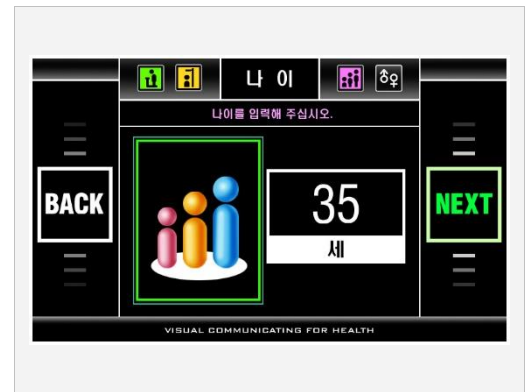 나 이
나이를 입력해 주십시오.
BACK
35
세
NEXT
VISUAL COMMUNICATING FOR HEALTH